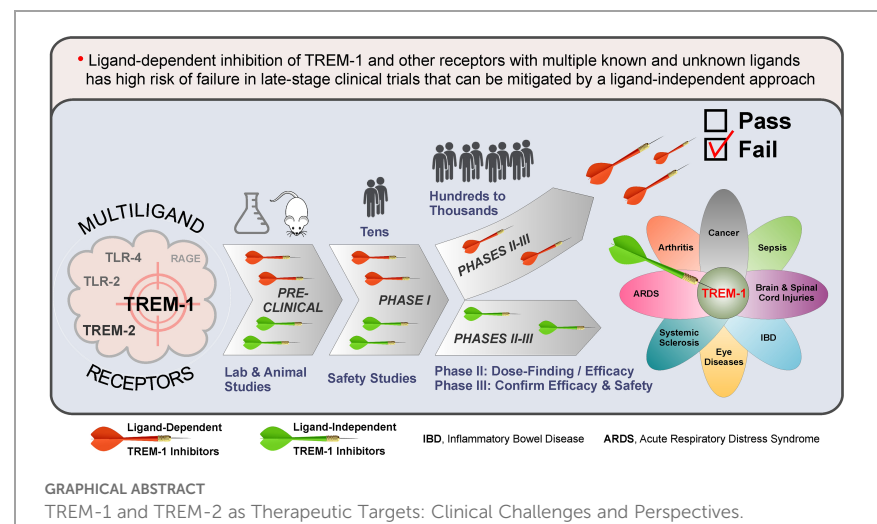 • Ligand-dependent inhibition of TREM-1 and other receptors with multiple known and unknown ligands
has high risk of failure in late-stage clinical trials that can be mitigated by a ligand-independent approach
Pass
Fail
Hundreds to
Thousands
Tens
MULTILIGAND
TLR-4
RAGE
TLR-2
TREM-1
TREM-2
RECEPTORS
PRE-
CLINICAL
PHASE I
PHASES II-III
PHASES II-III
Lab & Animal
Studies
Safety Studies
Phase II: Dose-Finding / Efficacy
Phase III: Confirm Efficacy & Safety
Cancer
Arthritis
Sepsis
ARDS
TREM-1
Brain & Spinal
Cord Injuries
Systemic
Sclerosis
IBD
Eye
Diseases
Ligand-Dependent
TREM-1 Inhibitors
Ligand-Independent
TREM-1 Inhibitors
IBD, Inflammatory Bowel Disease
ARDS, Acute Respiratory Distress Syndrome
GRAPHICAL ABSTRACT
TREM-1 and TREM-2 as Therapeutic Targets: Clinical Challenges and Perspectives.